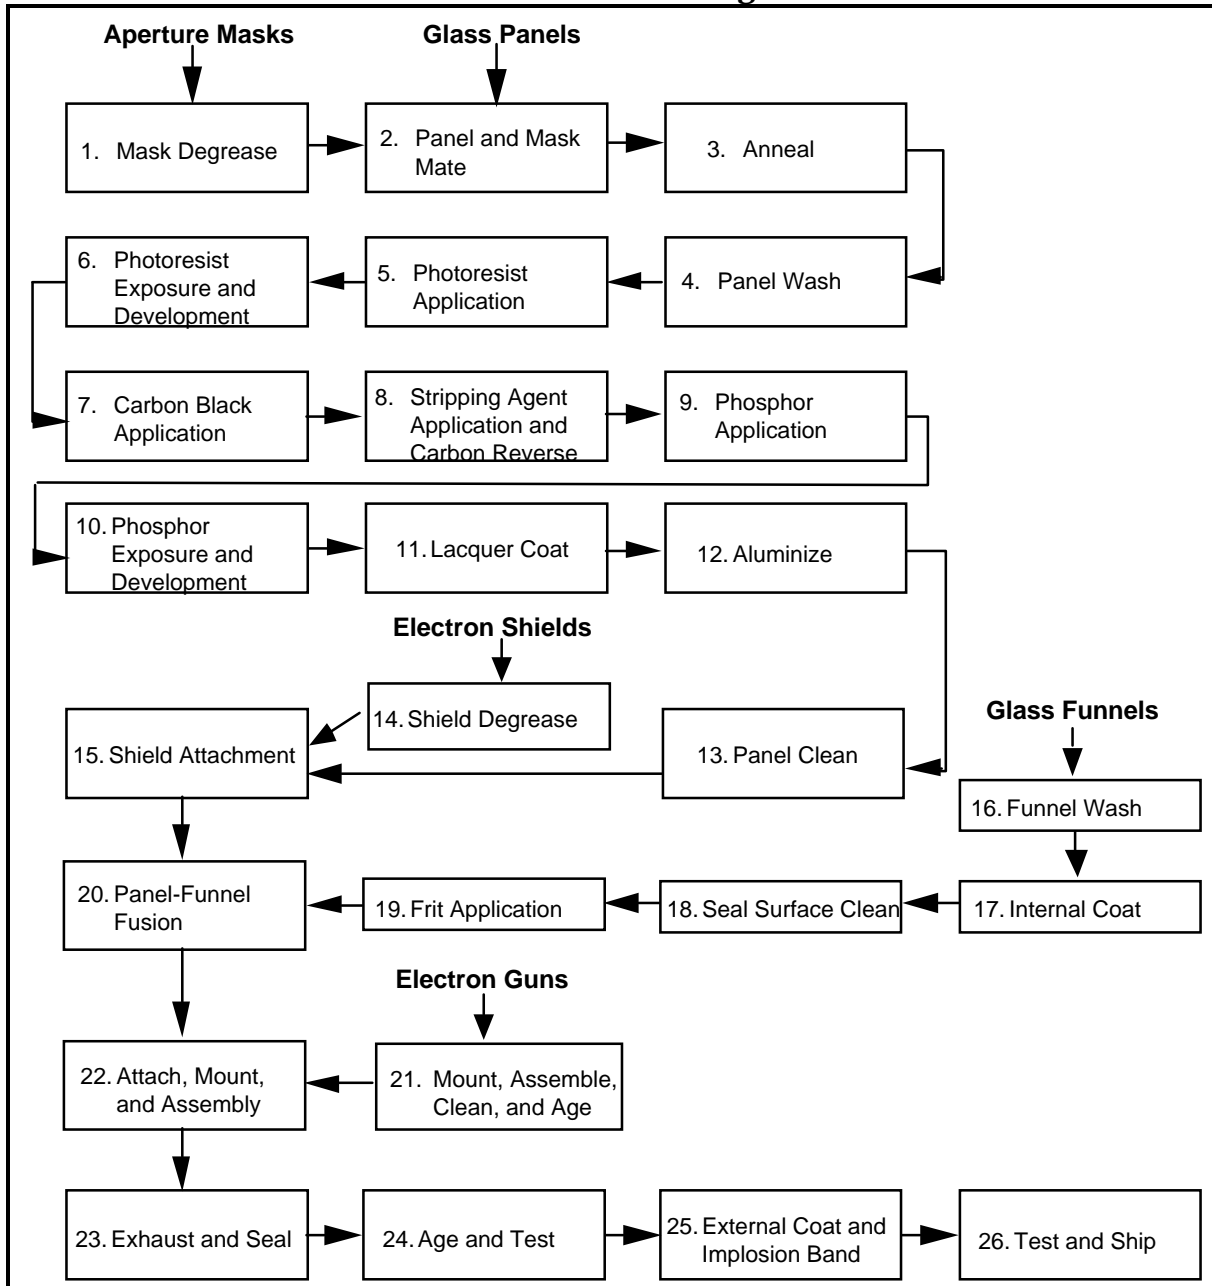 Aperture Masks
Glass Panels
1. Mask Degrease
2. Panel and Mask
Mate
3. Anneal
6. Photoresist
Exposure and
Development
5. Photoresist
Application
4. Panel Wash
7. Carbon Black
Application
8. Stripping Agent
Application and
Carbon Reverse
9. Phosphor
Application
10. Phosphor
Exposure and
Development
11. Lacquer Coat
12. Aluminize
Electron Shields
14. Shield Degrease
Glass Funnels
15. Shield Attachment
13. Panel Clean
16. Funnel Wash
20. Panel-Funnel
Fusion
19. Frit Application
18. Seal Surface Clean
17. Internal Coat
Electron Guns
22. Attach, Mount,
and Assembly
21. Mount, Assemble,
Clean, and Age
23. Exhaust and Seal
24. Age and Test
25. External Coat and
Implosion Band
26. Test and Ship